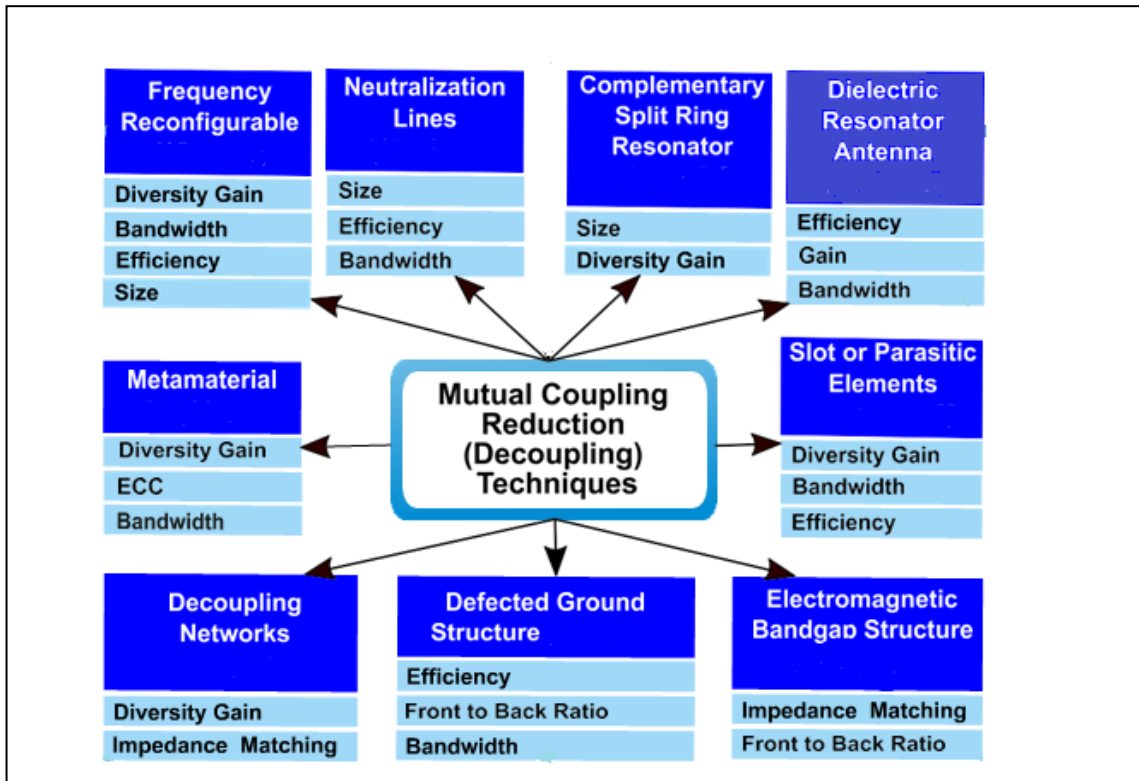 Frequency
Reconfigurable
Diversity Gain
Bandwidth
Efficiency
Size
Neutralization
Lines
Size
Efficiency
Bandwidth
Complementary
Split Ring
Resonator
Size
Diversity Gain
Dielectric
Resonator
Antenna
Efficiency
Gain
Bandwidth
Metamaterial
Diversity Gain
ECC
Bandwidth
Mutual Coupling
Reduction
(Decoupling)
Techniques
Slot or Parasitic
Elements
Diversity Gain
Bandwidth
Efficiency
Decoupling
Networks
Diversity Gain
Impedance Matching
Defected Ground
Structure
Efficiency
Front to Back Ratio
Bandwidth
Electromagnetic
Bandgap Structure
Impedance Matching
Front to Back Ratio